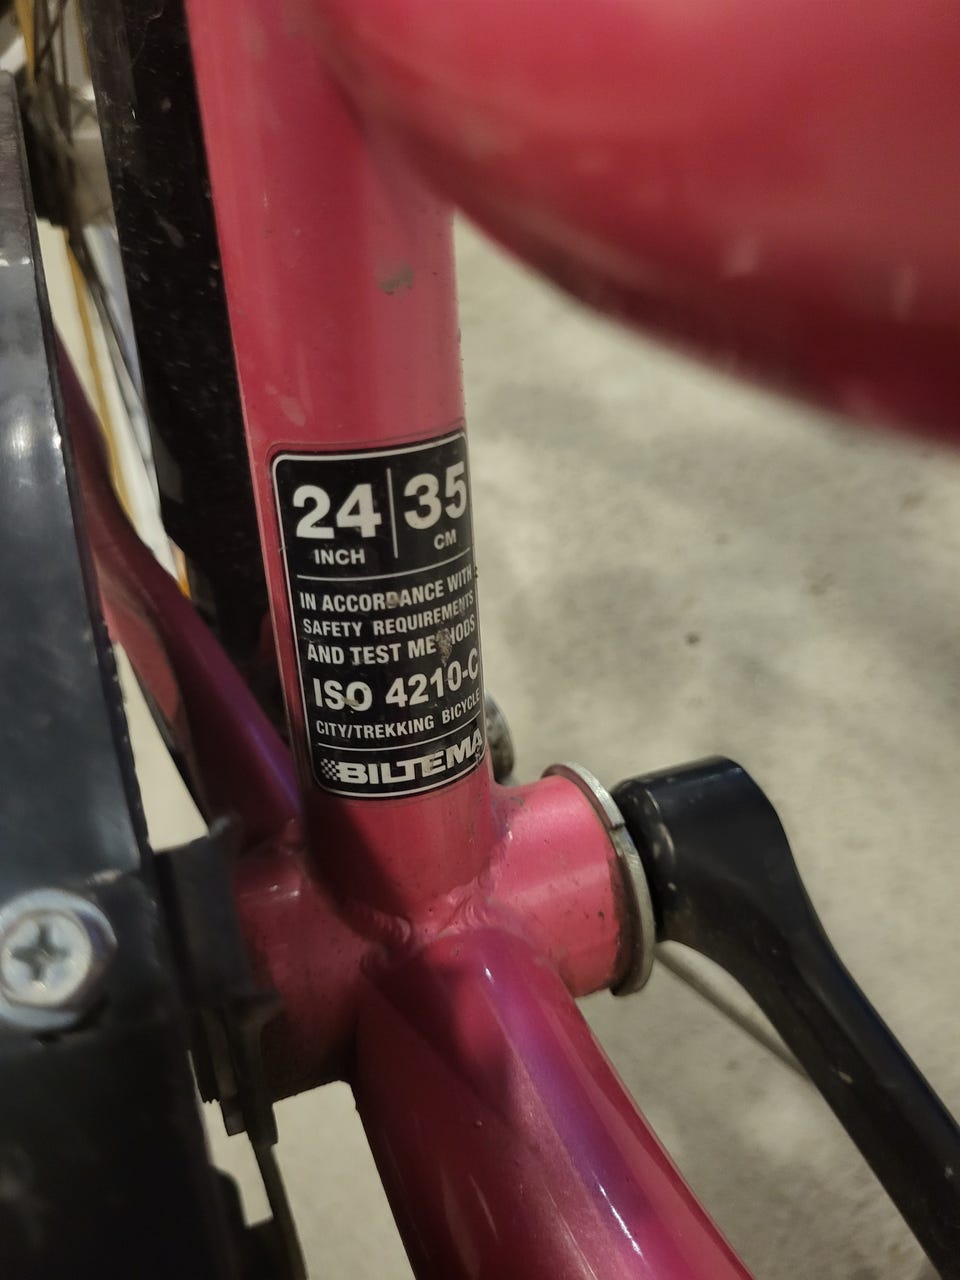 24 35
INCH CM
IN ACCORDANCE WITH
SAFETY REQUIREMENTS
AND TEST METHODS
ISO 4210-C
CITY/TREKKING BICYCLE
BILTEMA